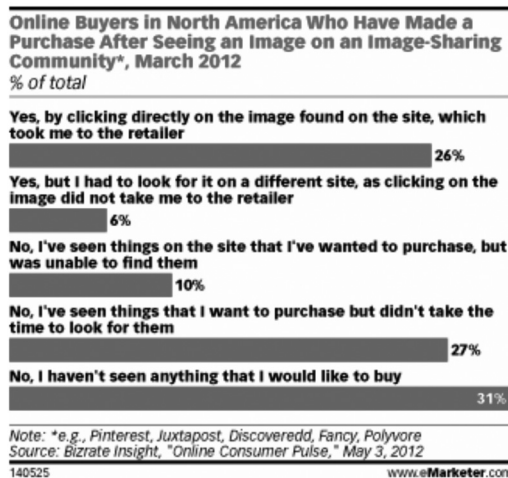 Online Buyers in North America Who Have Made a
Purchase After Seeing an Image on an Image-Sharing
Community*, March 2012
% of total
Yes, by clicking directly on the image found on the site, which
took me to the retailer
26%
Yes, but I had to look for it on a different site, as clicking on the
image did not take me to the retailer
6%
No, I've seen things on the site that I've wanted to purchase, but
was unable to find them
10%
No, I've seen things that I want to purchase but didn't take the
time to look for them
27%
No, I haven't seen anything that I would like to buy
31%
Note: *e.g., Pinterest, Juxtapost, Discoveredd, Fancy, Polyvore
Source: Bizrate Insight, "Online Consumer Pulse," May 3, 2012
140525 www.eMarketer.com